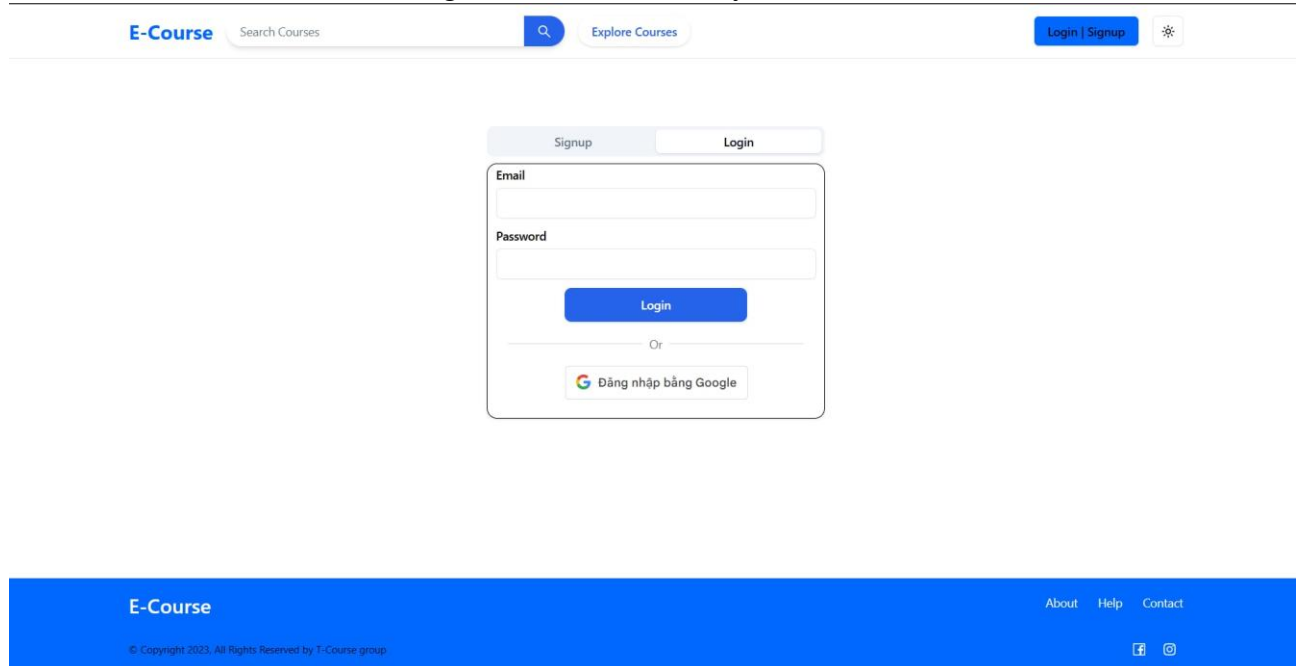 E-Course Search Courses Explore Courses Login | Signup
Signup Login
Email
Password
Login
Or
Đăng nhập bằng Google
E-Course About Help Contact
© Copyright 2023, All Rights Reserved by T-Course group